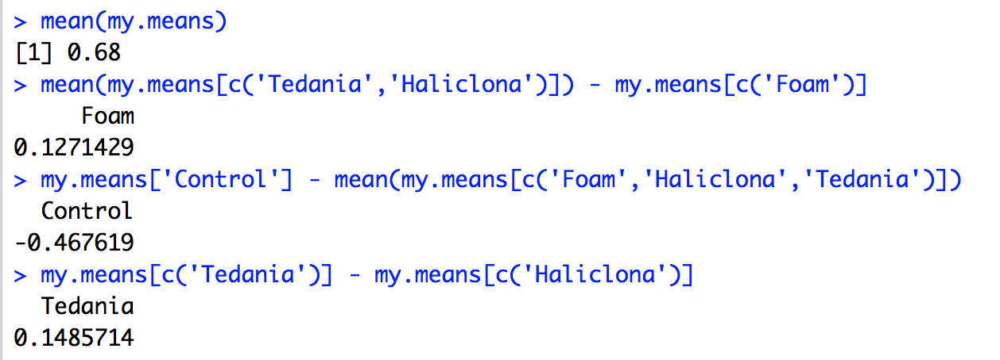 > mean(my.means)
[1] 0.68
> mean(my.means[c('Tedania','Haliclona')]) - my.means[c('Foam')]
Foam
0.1271429
> my.means['Control'] - mean(my.means[c('Foam','Haliclona','Tedania')])
Control
-0.467619
> my.means[c('Tedania')] - my.means[c('Haliclona')]
Tedania
0.1485714